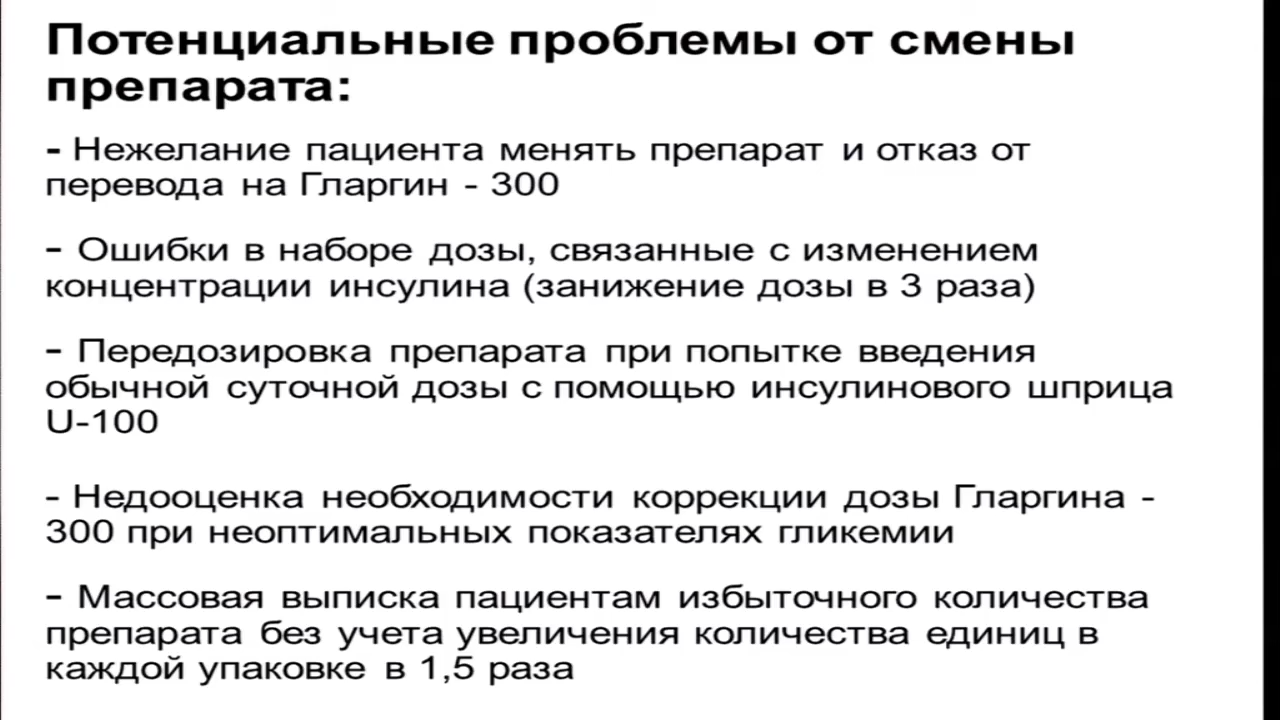 Потенциальные проблемы от смены
препарата:
- Нежелание пациента менять препарат и отказ от
перевода на Гларгин - 300
- Ошибки в наборе дозы, связанные с изменением
концентрации инсулина (занижение дозы в 3 раза)
- Передозировка препарата при попытке введения
обычной суточной дозы с помощью инсулинового шприца
U-100
- Недооценка необходимости коррекции дозы Гларгина -
300 при неоптимальных показателях гликемии
- Массовая выписка пациентам избыточного количества
препарата без учета увеличения количества единиц в
каждой упаковке в 1,5 раза